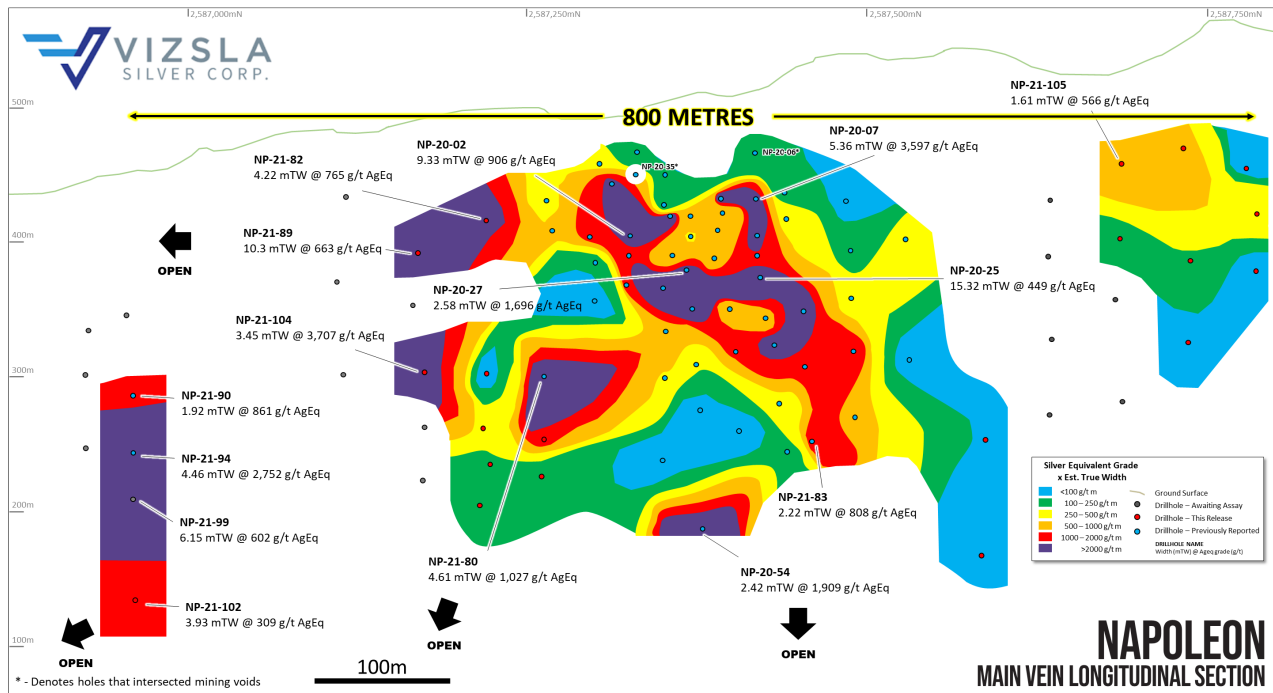 2,587,000mN
2,587,250mN
2,587,500mN
2,587,750mN
VIZSLA
SILVER CORP.
500m
400m
300m
200m
100m
800 METRES
NP-21-105
1.61 mTW @ 566 g/t AgEq
NP-20-07
5.36 mTW @ 3,597 g/t AgEq
NP-20-02
9.33 mTW @ 906 g/t AgEq
NP-21-82
4.22 mTW @ 765 g/t AgEq
NP-20-35*
NP-20-06*
NP-21-89
10.3 mTW @ 663 g/t AgEq
OPEN
NP-20-27
2.58 mTW @ 1,696 g/t AgEq
NP-20-25
15.32 mTW @ 449 g/t AgEq
NP-21-104
3.45 mTW @ 3,707 g/t AgEq
NP-21-90
1.92 mTW @ 861 g/t AgEq
NP-21-94
4.46 mTW @ 2,752 g/t AgEq
NP-21-99
6.15 mTW @ 602 g/t AgEq
NP-21-102
3.93 mTW @ 309 g/t AgEq
NP-21-83
2.22 mTW @ 808 g/t AgEq
NP-21-80
4.61 mTW @ 1,027 g/t AgEq
NP-20-54
2.42 mTW @ 1,909 g/t AgEq
OPEN
OPEN
OPEN
Silver Equivalent Grade
x Est. True Width
<100 g/t m
100 – 250 g/t m
250 – 500 g/t m
500 – 1000 g/t m
1000 – 2000 g/t m
>2000 g/t m
Ground Surface
Drillhole – Awaiting Assay
Drillhole – This Release
Drillhole – Previously Reported
DRILLHOLE NAME
Width (mTW) @ Ageq grade (g/t)
100m
* - Denotes holes that intersected mining voids
NAPOLEON
MAIN VEIN LONGITUDINAL SECTION